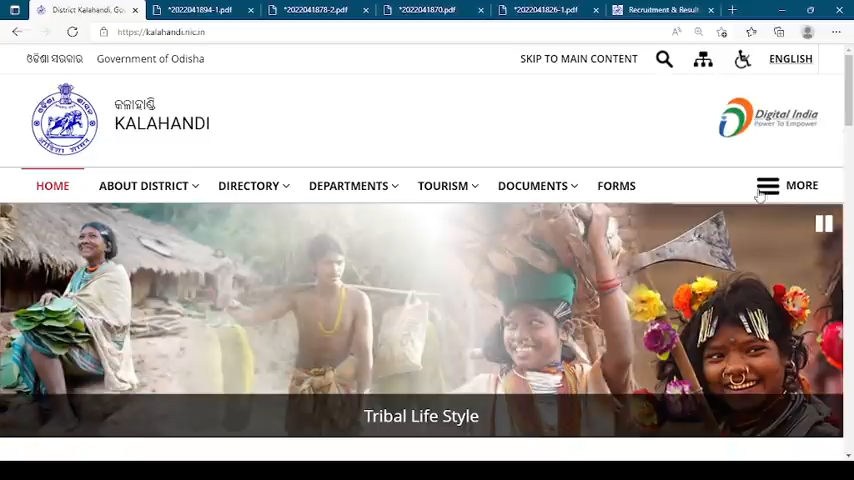 District Kalahandi, Go
*2022041894-1.pdf
*2022041878-2.pdf
*2022041870.pdf
*2022041826-1.pdf
Recruitment & Result
https://kalahandi.nic.in
ଓଡ଼ିଶା ସରକାର Government of Odisha
SKIP TO MAIN CONTENT
ENGLISH
କଳାହାଣ୍ଡି
KALAHANDI
Digital India
Power To Empower
HOME ABOUT DISTRICT DIRECTORY DEPARTMENTS TOURISM DOCUMENTS FORMS MORE
Tribal Life Style